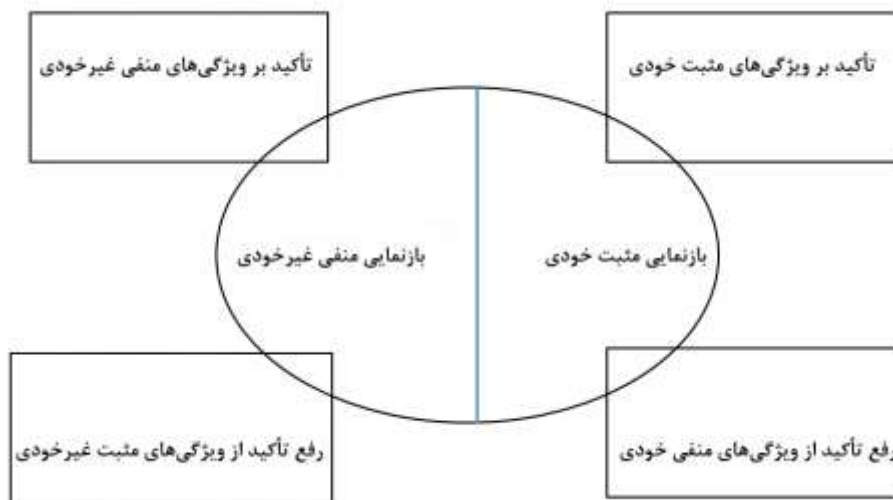 تأکید بر ویژگی‌های مثبت خودی
تأکید بر ویژگی‌های منفی غیرخودی
بازنمایی مثبت خودی
بازنمایی منفی غیرخودی
رفع تأکید از ویژگی‌های منفی خودی
رفع تأکید از ویژگی‌های مثبت غیرخودی